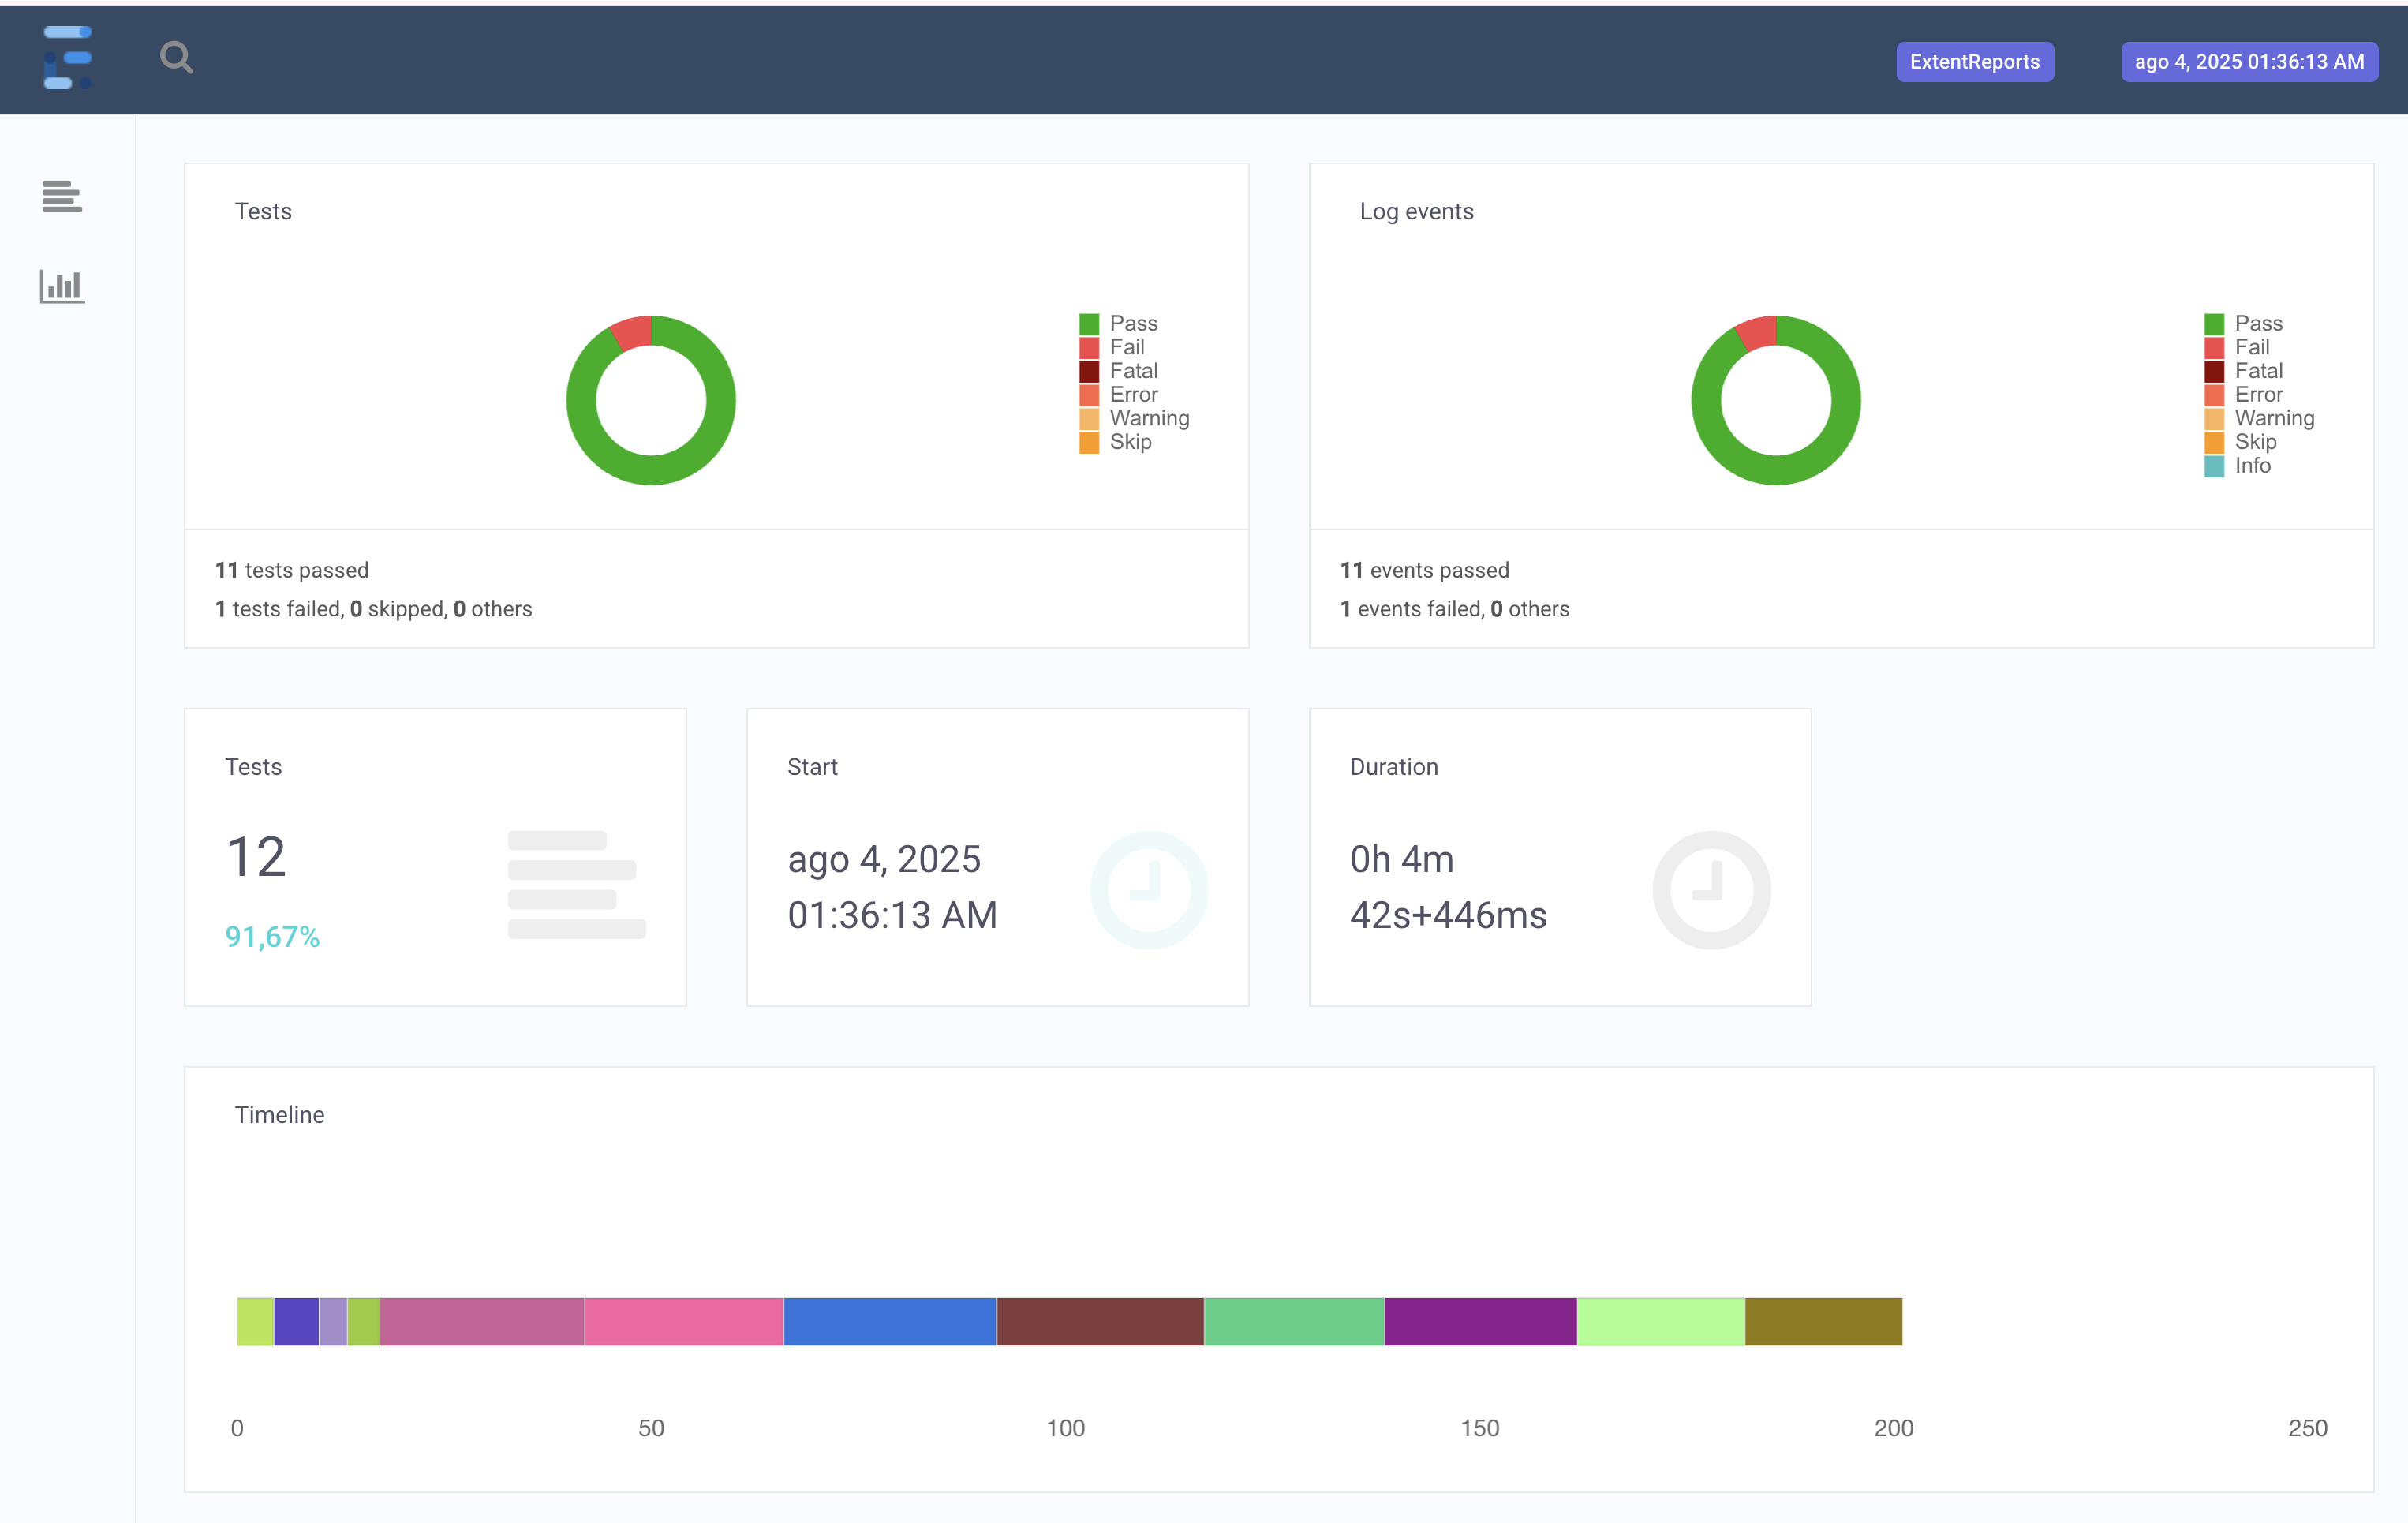 ExtentReports
ago 4, 2025 01:36:13 AM
Tests
Pass
Fail
Fatal
Error
Warning
Skip
11 tests passed
1 tests failed, 0 skipped, 0 others
Log events
Pass
Fail
Fatal
Error
Warning
Skip
Info
11 events passed
1 events failed, 0 others
Tests
12
91,67%
Start
ago 4, 2025
01:36:13 AM
Duration
0h 4m
42s+446ms
Timeline
0 50 100 150 200 250